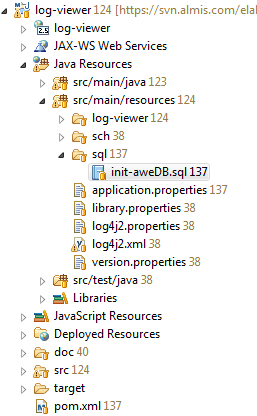 log-viewer 124 [https://svn.almis.com/elal
log-viewer
JAX-WS Web Services
Java Resources
src/main/java 123
src/main/resources 124
log-viewer 124
sch 38
sql 137
init-aweDB.sql 137
application.properties 137
library.properties 38
log4j2.properties 38
log4j2.xml 38
version.properties 38
src/test/java 38
Libraries
JavaScript Resources
Deployed Resources
doc 40
src 124
target
pom.xml 137